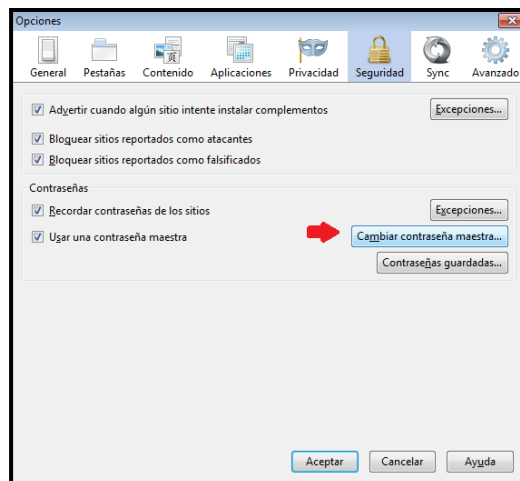 Opciones
General Pestañas Contenido Aplicaciones Privacidad Seguridad Sync Avanzado
Advertir cuando algún sitio intente instalar complementos Excepciones...
Bloquear sitios reportados como atacantes
Bloquear sitios reportados como falsificados
Contraseñas
Recordar contraseñas de los sitios Excepciones...
Usar una contraseña maestra Cambiar contraseña maestra...
Contraseñas guardadas...
Aceptar Cancelar Ayuda